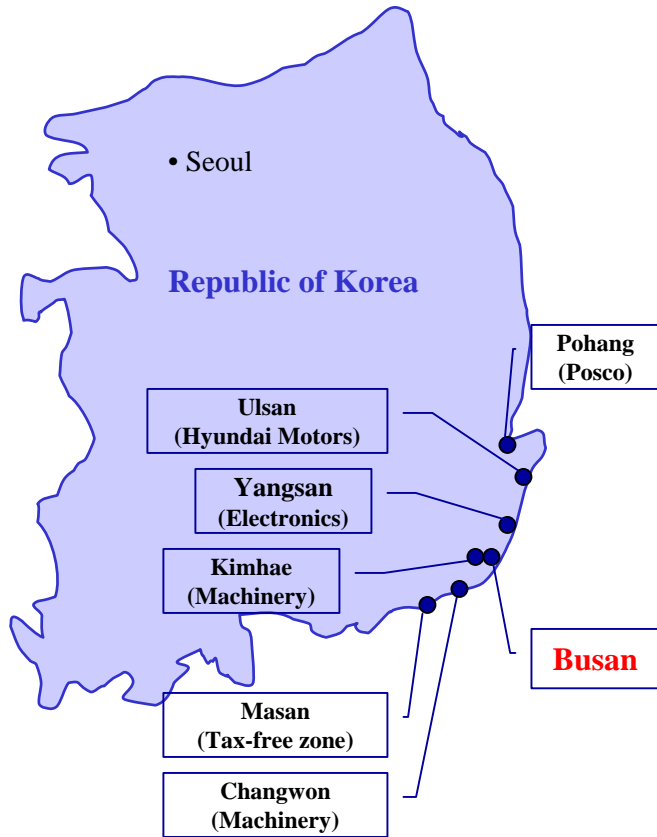 • Seoul
Republic of Korea
Pohang
(Posco)
Ulsan
(Hyundai Motors)
Yangsan
(Electronics)
Kimhae
(Machinery)
Busan
Masan
(Tax-free zone)
Changwon
(Machinery)